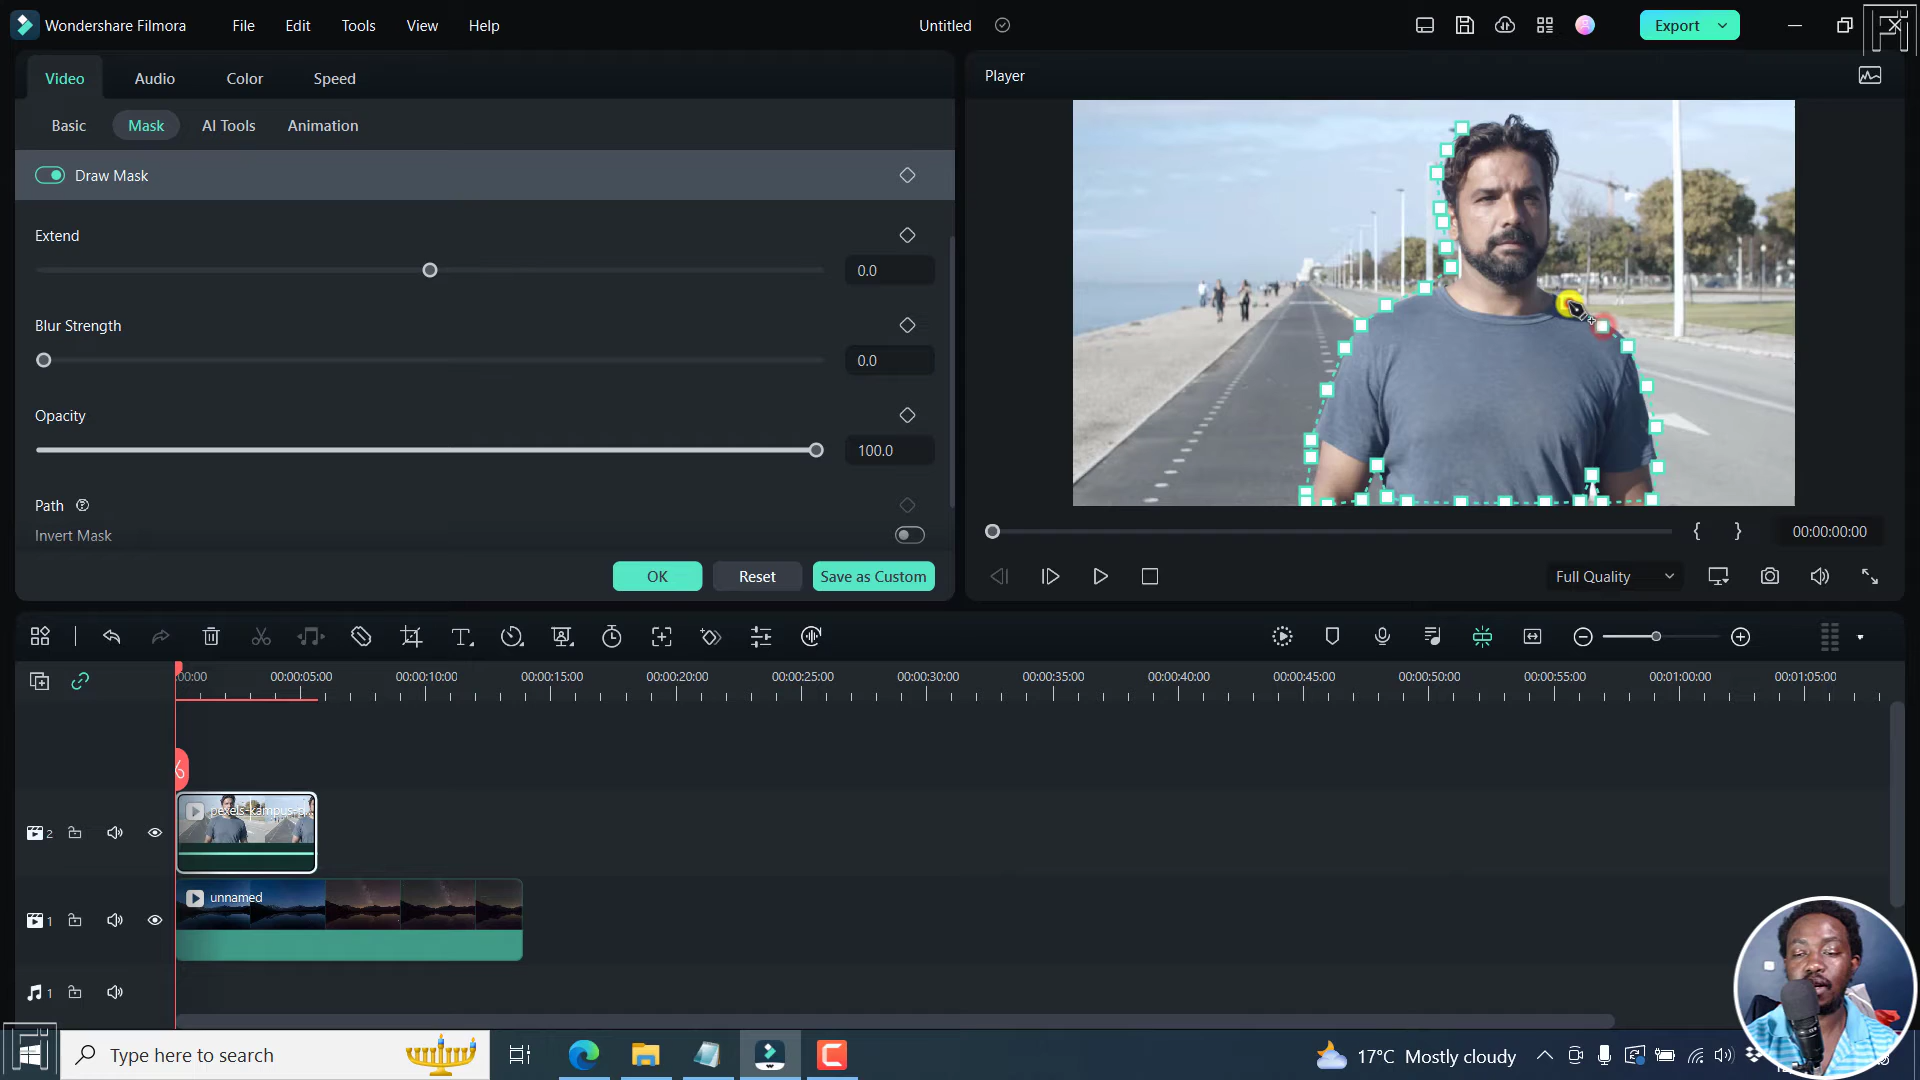 Wondershare Filmora File Edit Tools View Help Untitled Export
Video Audio Color Speed
Player
Basic Mask AI Tools Animation
Draw Mask
Extend
0.0
Blur Strength
0.0
Opacity
100.0
Path
Invert Mask
OK Reset Save as Custom
00:00:00:00
Full Quality
:00:00 00:00:05:00 00:00:10:00 00:00:15:00 00:00:20:00 00:00:25:00 00:00:30:00 00:00:35:00 00:00:40:00 00:00:45:00 00:00:50:00 00:00:55:00 00:01:00:00 00:01:05:00
2
1 unnamed
1
Type here to search
17°C Mostly cloudy